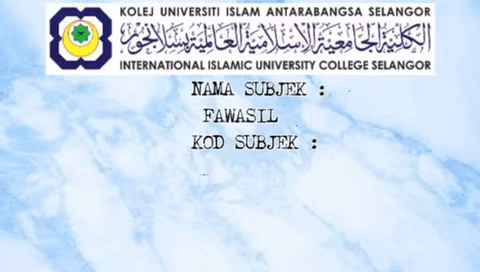 KOLEJ UNIVERSITI ISLAM ANTARABANGSA SELANGOR
الكلية الجامعية الإسلامية العالمية بسلانجور
INTERNATIONAL ISLAMIC UNIVERSITY COLLEGE SELANGOR
NAMA SUBJEK :
FAWASIL
KOD SUBJEK :